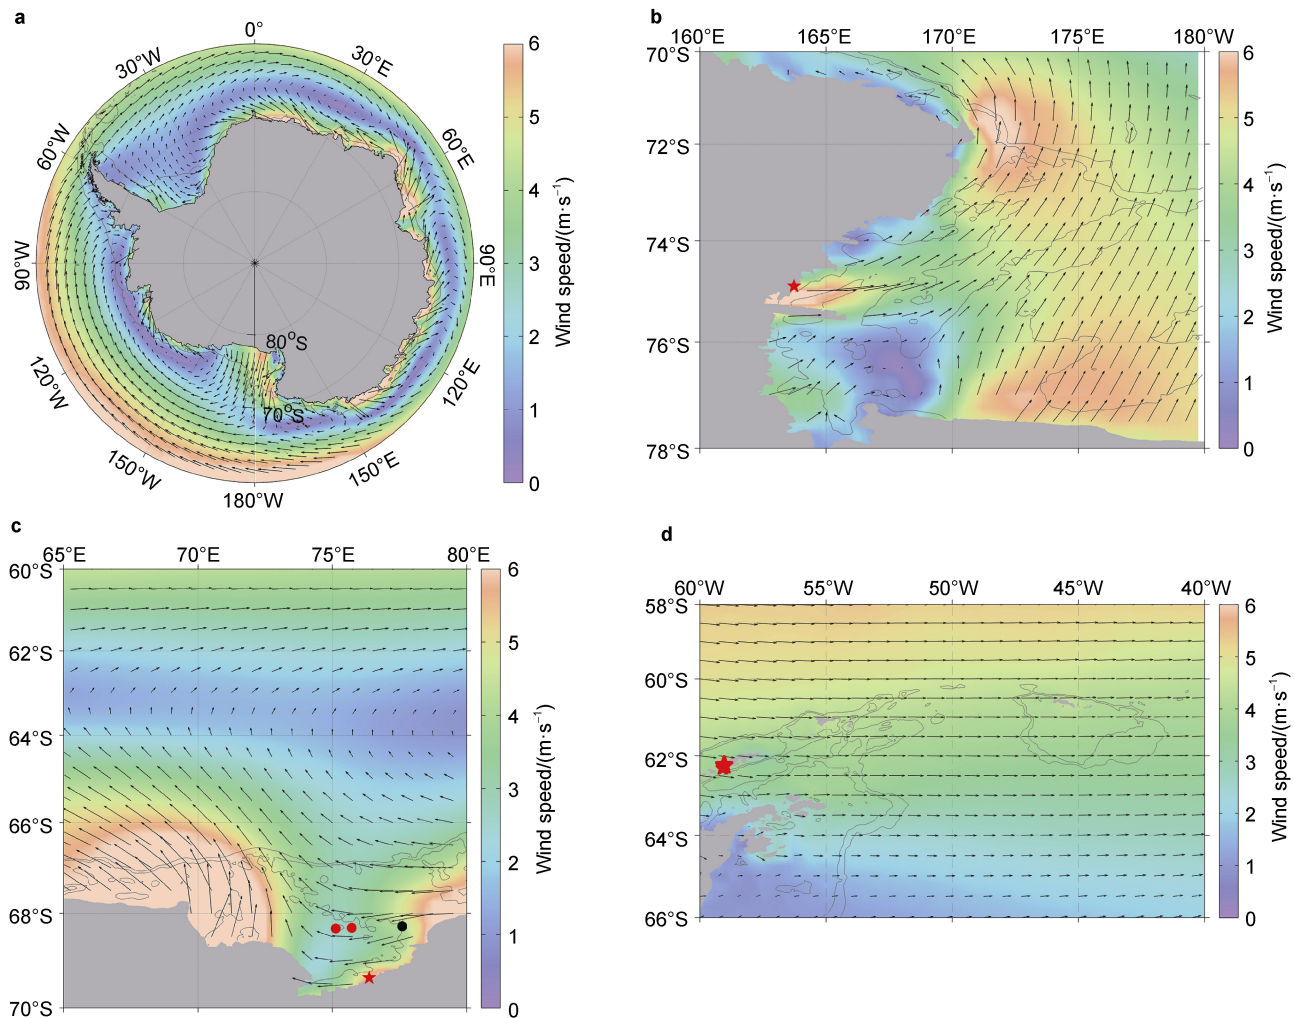 a
0°
30°E
60°E
90°E
120°E
150°E
180°W
150°W
120°W
90°W
60°W
30°W
80°S
70°S
6
5
4
3
2
1
0
Wind speed/(m·s⁻¹)
b
160°E 165°E 170°E 175°E 180°W
70°S
72°S
74°S
76°S
78°S
6
5
4
3
2
1
0
Wind speed/(m·s⁻¹)
c
65°E 70°E 75°E 80°E
60°S
62°S
64°S
66°S
68°S
70°S
6
5
4
3
2
1
0
Wind speed/(m·s⁻¹)
d
60°W 55°W 50°W 45°W 40°W
58°S
60°S
62°S
64°S
66°S
6
5
4
3
2
1
0
Wind speed/(m·s⁻¹)